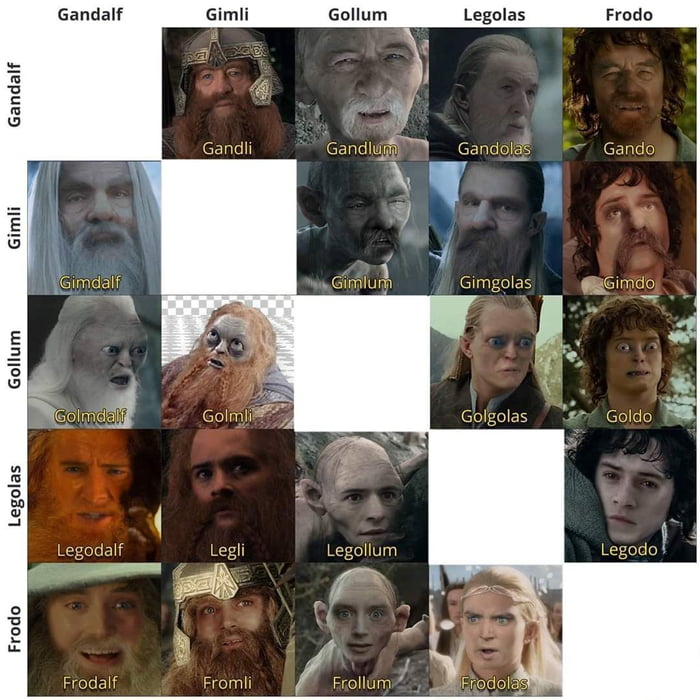 Gandalf Gimli Gollum Legolas Frodo
Gandalf
Gandli Gandlum Gandolas Gando
Gimli
Gimdalf Gimlum Gimgolas Gimdo
Gollum
Golmdalf Golmli Golgolas Goldo
Legolas
Legodalf Legli Legollum Legodo
Frodo
Frodalf Fromli Frollum Frodolas